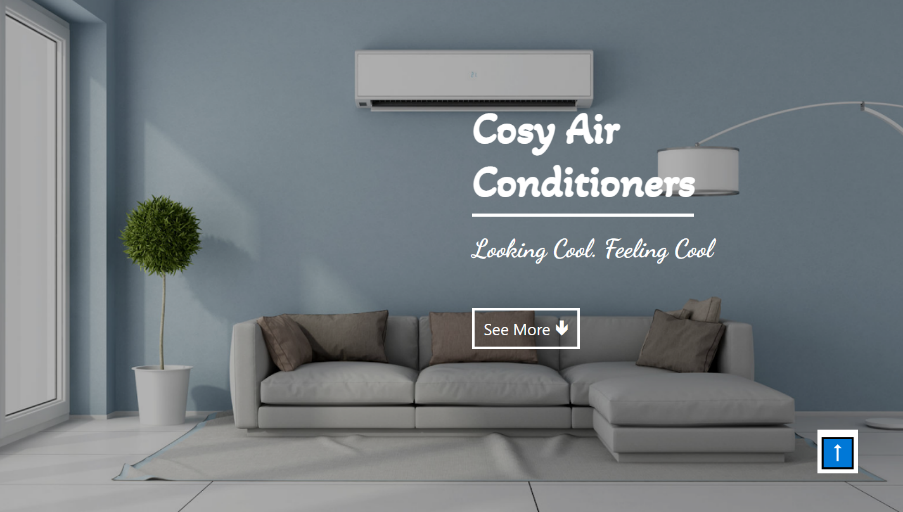 Cosy Air
Conditioners
Looking Cool. Feeling Cool
See More 🡇
↑